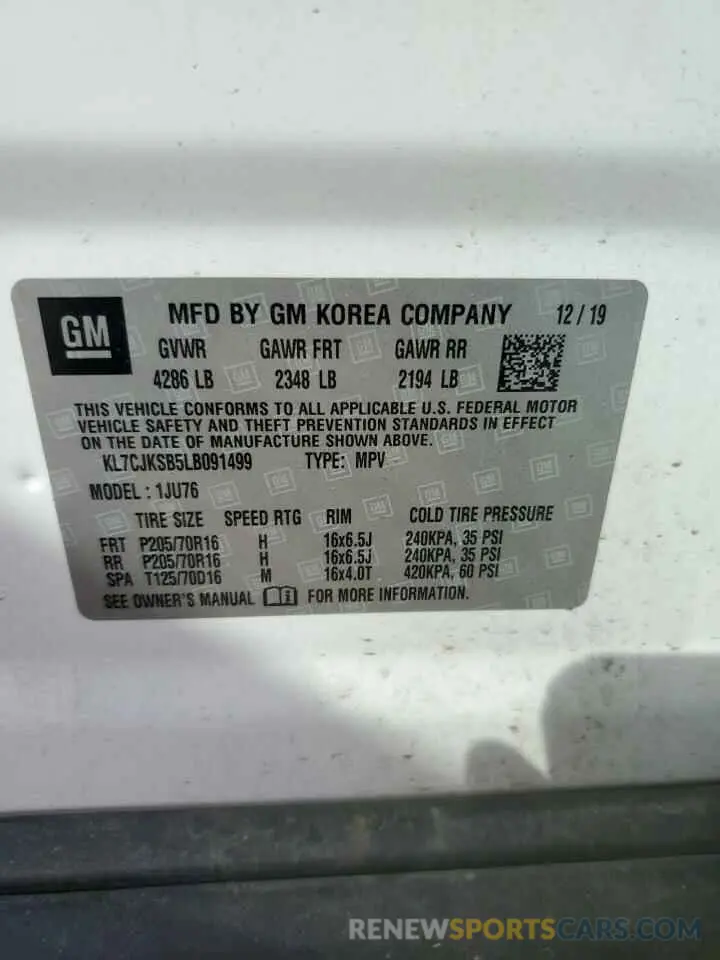 GM MFD BY GM KOREA COMPANY 12/19
GVWR GAWR FRT GAWR RR
4286 LB 2348 LB 2194 LB
THIS VEHICLE CONFORMS TO ALL APPLICABLE U.S. FEDERAL MOTOR
VEHICLE SAFETY AND THEFT PREVENTION STANDARDS IN EFFECT
ON THE DATE OF MANUFACTURE SHOWN ABOVE.
KL7CJKSB5LB091499 TYPE: MPV
MODEL: 1JU76
TIRE SIZE SPEED RTG RIM COLD TIRE PRESSURE
FRT P205/70R16 H 16x6.5J 240KPA, 35 PSI
RR P205/70R16 H 16x6.5J 240KPA, 35 PSI
SPA T125/70D16 M 16x4.0T 420KPA, 60 PSI
SEE OWNER'S MANUAL i FOR MORE INFORMATION.
RENEWSPORTSCARS.COM